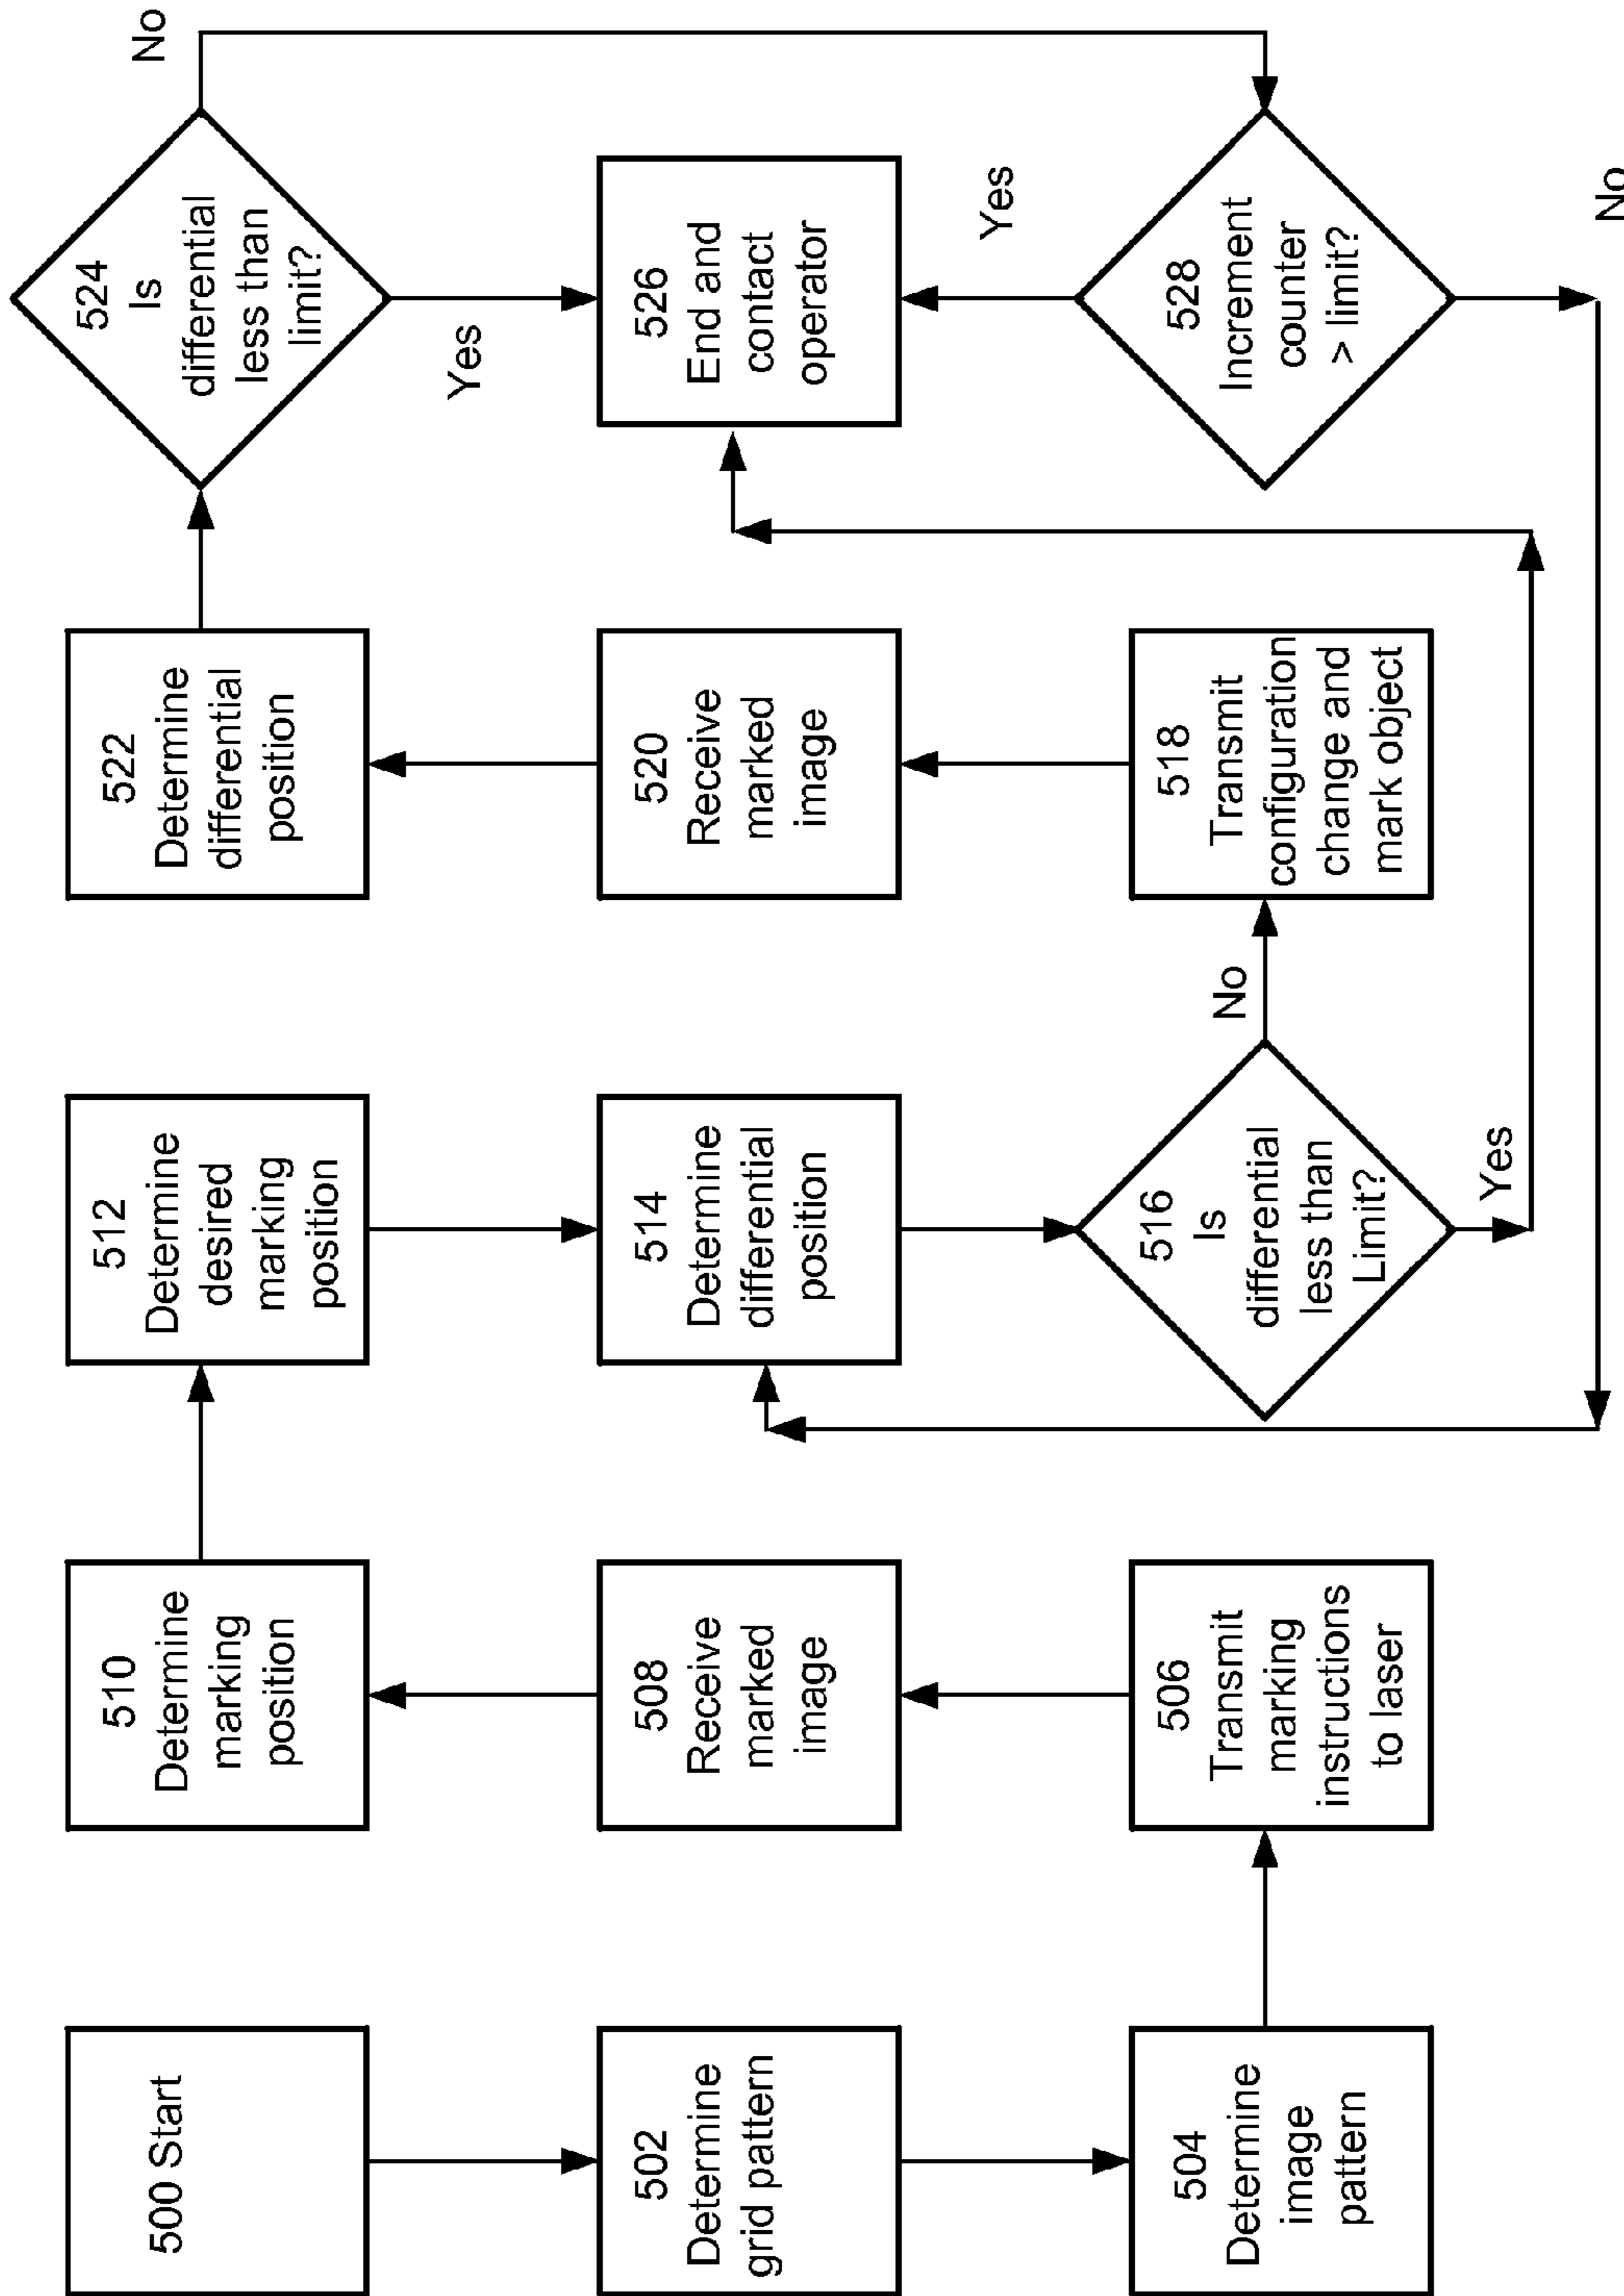 500 Start
502
Determine
grid pattern
504
Determine
image
pattern
506
Transmit
marking
instructions
to laser
508
Receive
marked
image
510
Determine
marking
position
512
Determine
desired
marking
position
514
Determine
differential
position
516
Is
differential
less than
Limit?
No
Yes
518
Transmit
configuration
change and
mark object
520
Receive
marked
image
522
Determine
differential
position
524
Is
differential
less than
limit?
No
Yes
526
End and
contact
operator
528
Increment
counter
> limit?
Yes
No